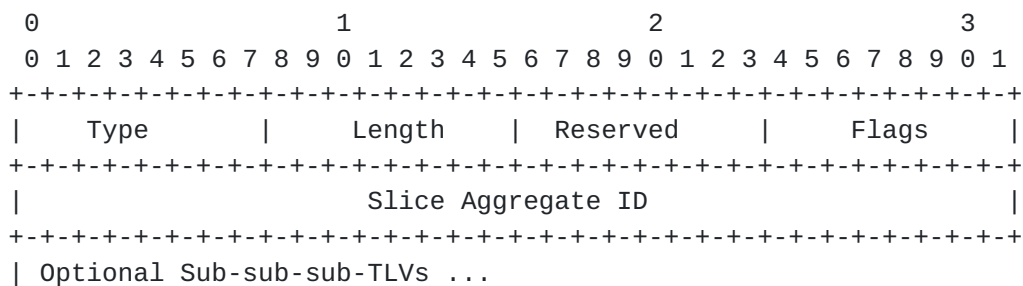 0                   1                   2                   3
 0 1 2 3 4 5 6 7 8 9 0 1 2 3 4 5 6 7 8 9 0 1 2 3 4 5 6 7 8 9 0 1
+-+-+-+-+-+-+-+-+-+-+-+-+-+-+-+-+-+-+-+-+-+-+-+-+-+-+-+-+-+-+-+-+
|    Type       |     Length    |  Reserved     |     Flags     |
+-+-+-+-+-+-+-+-+-+-+-+-+-+-+-+-+-+-+-+-+-+-+-+-+-+-+-+-+-+-+-+-+
|                      Slice Aggregate ID                       |
+-+-+-+-+-+-+-+-+-+-+-+-+-+-+-+-+-+-+-+-+-+-+-+-+-+-+-+-+-+-+-+-+
| Optional Sub-sub-sub-TLVs ...